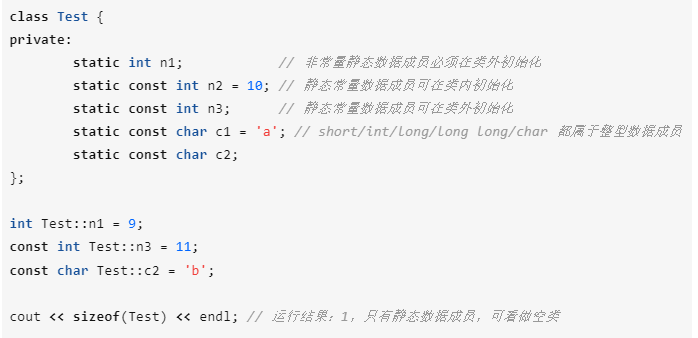 class Test {
private:
        static int n1;            // 非常量静态数据成员必须在类外初始化
        static const int n2 = 10; // 静态常量数据成员可在类内初始化
        static const int n3;      // 静态常量数据成员可在类外初始化
        static const char c1 = 'a'; // short/int/long/long long/char 都属于整型数据成员
        static const char c2;
};

int Test::n1 = 9;
const int Test::n3 = 11;
const char Test::c2 = 'b';

cout << sizeof(Test) << endl; // 运行结果：1，只有静态数据成员，可看做空类